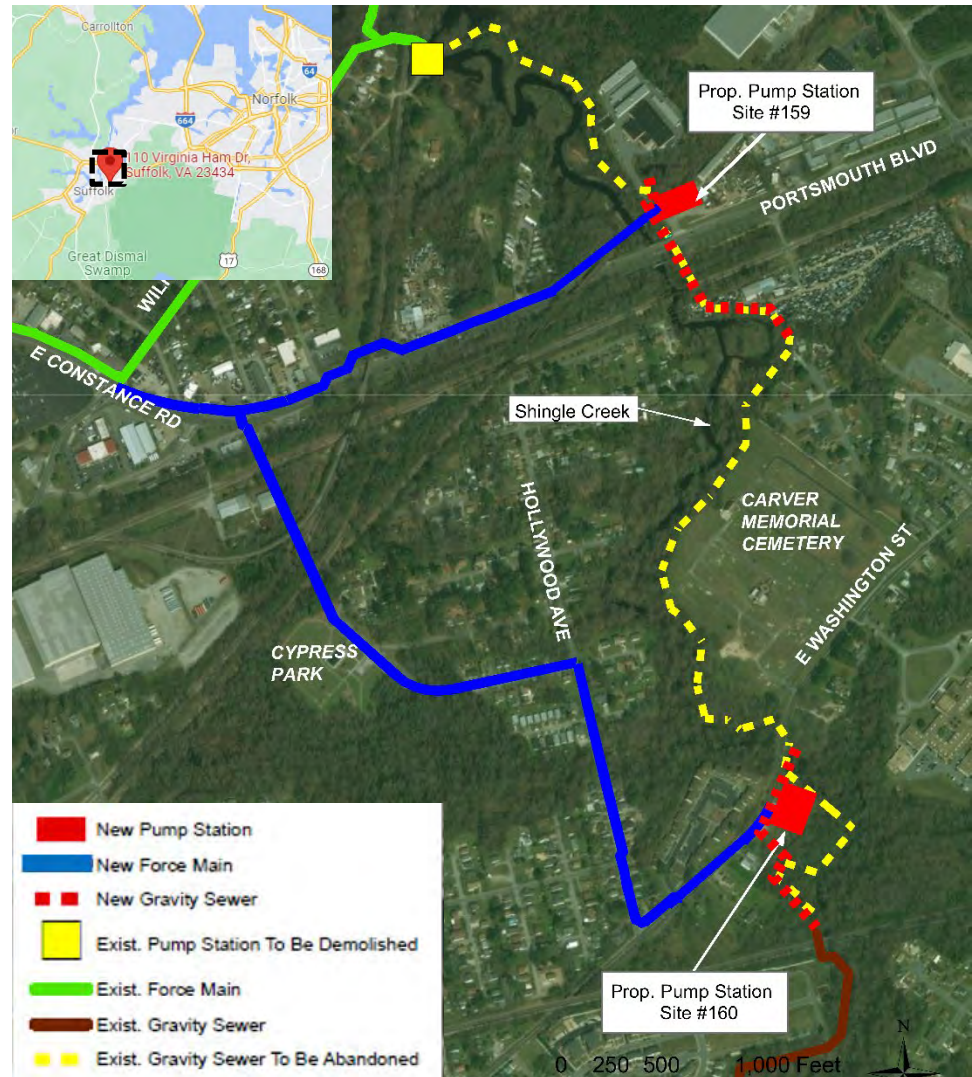 Carrollton
64
Norfolk
664
110 Virginia Ham Dr,
Suffolk, VA 23434
Suffolk
Great Dismal
Swamp
17
168
Prop. Pump Station
Site #159
PORTSMOUTH BLVD
E CONSTANCE RD
Shingle Creek
HOLLYWOOD AVE
CARVER
MEMORIAL
CEMETERY
E WASHINGTON ST
CYPRESS
PARK
New Pump Station
New Force Main
New Gravity Sewer
Exist. Pump Station To Be Demolished
Exist. Force Main
Exist. Gravity Sewer
Exist. Gravity Sewer To Be Abandoned
Prop. Pump Station
Site #160
0 250 500 1,000 Feet
N